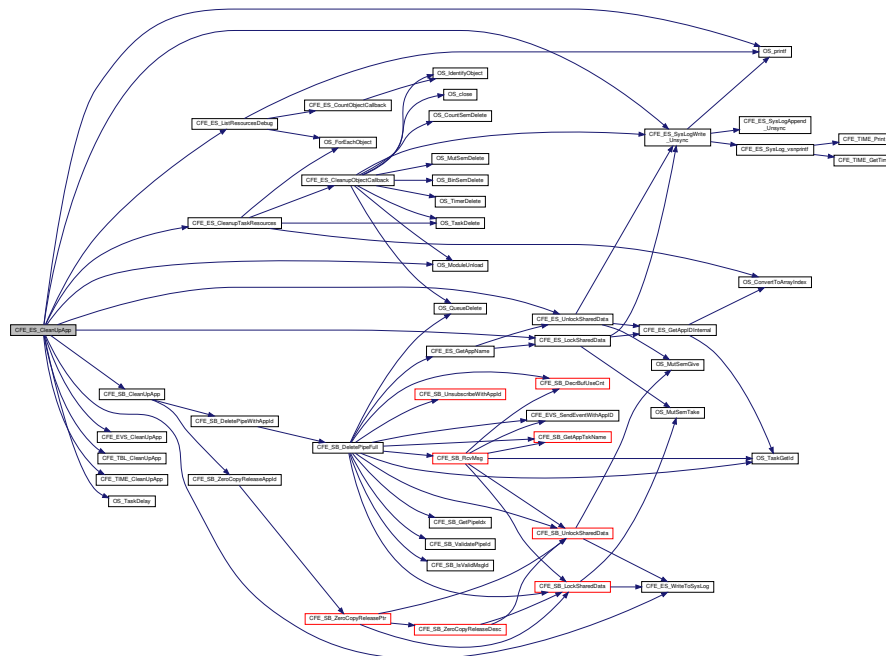 OS_printf
OS_IdentifyObject
OS_close
CFE_ES_CountObjectCallback
OS_CountSemDelete
CFE_ES_SysLogAppend
_Unsync
CFE_ES_ListResourcesDebug
CFE_ES_SysLogWrite
_Unsync
CFE_TIME_Print
OS_ForEachObject
CFE_ES_SysLog_vsnprintf
OS_MutSemDelete
CFE_TIME_GetTime
CFE_ES_CleanupObjectCallback
OS_BinSemDelete
OS_TimerDelete
CFE_ES_CleanupTaskResources
OS_TaskDelete
OS_ModuleUnload
OS_ConvertToArrayIndex
OS_QueueDelete
CFE_ES_UnlockSharedData
CFE_ES_CleanUpApp
CFE_ES_GetAppIDInternal
CFE_ES_LockSharedData
CFE_ES_GetAppName
OS_MutSemGive
CFE_SB_DecrBufUseCnt
CFE_SB_CleanUpApp
CFE_SB_UnsubscribeWithAppId
OS_MutSemTake
CFE_EVS_SendEventWithAppID
CFE_SB_DeletePipeWithAppId
CFE_EVS_CleanUpApp
CFE_SB_GetAppTskName
CFE_SB_DeletePipeFull
CFE_TBL_CleanUpApp
CFE_SB_RcvMsg
OS_TaskGetId
CFE_TIME_CleanUpApp
CFE_SB_ZeroCopyReleaseAppId
OS_TaskDelay
CFE_SB_GetPipeIdx
CFE_SB_UnlockSharedData
CFE_SB_ValidatePipeId
CFE_SB_IsValidMsgId
CFE_SB_LockSharedData
CFE_ES_WriteToSysLog
CFE_SB_ZeroCopyReleasePtr
CFE_SB_ZeroCopyReleaseDesc